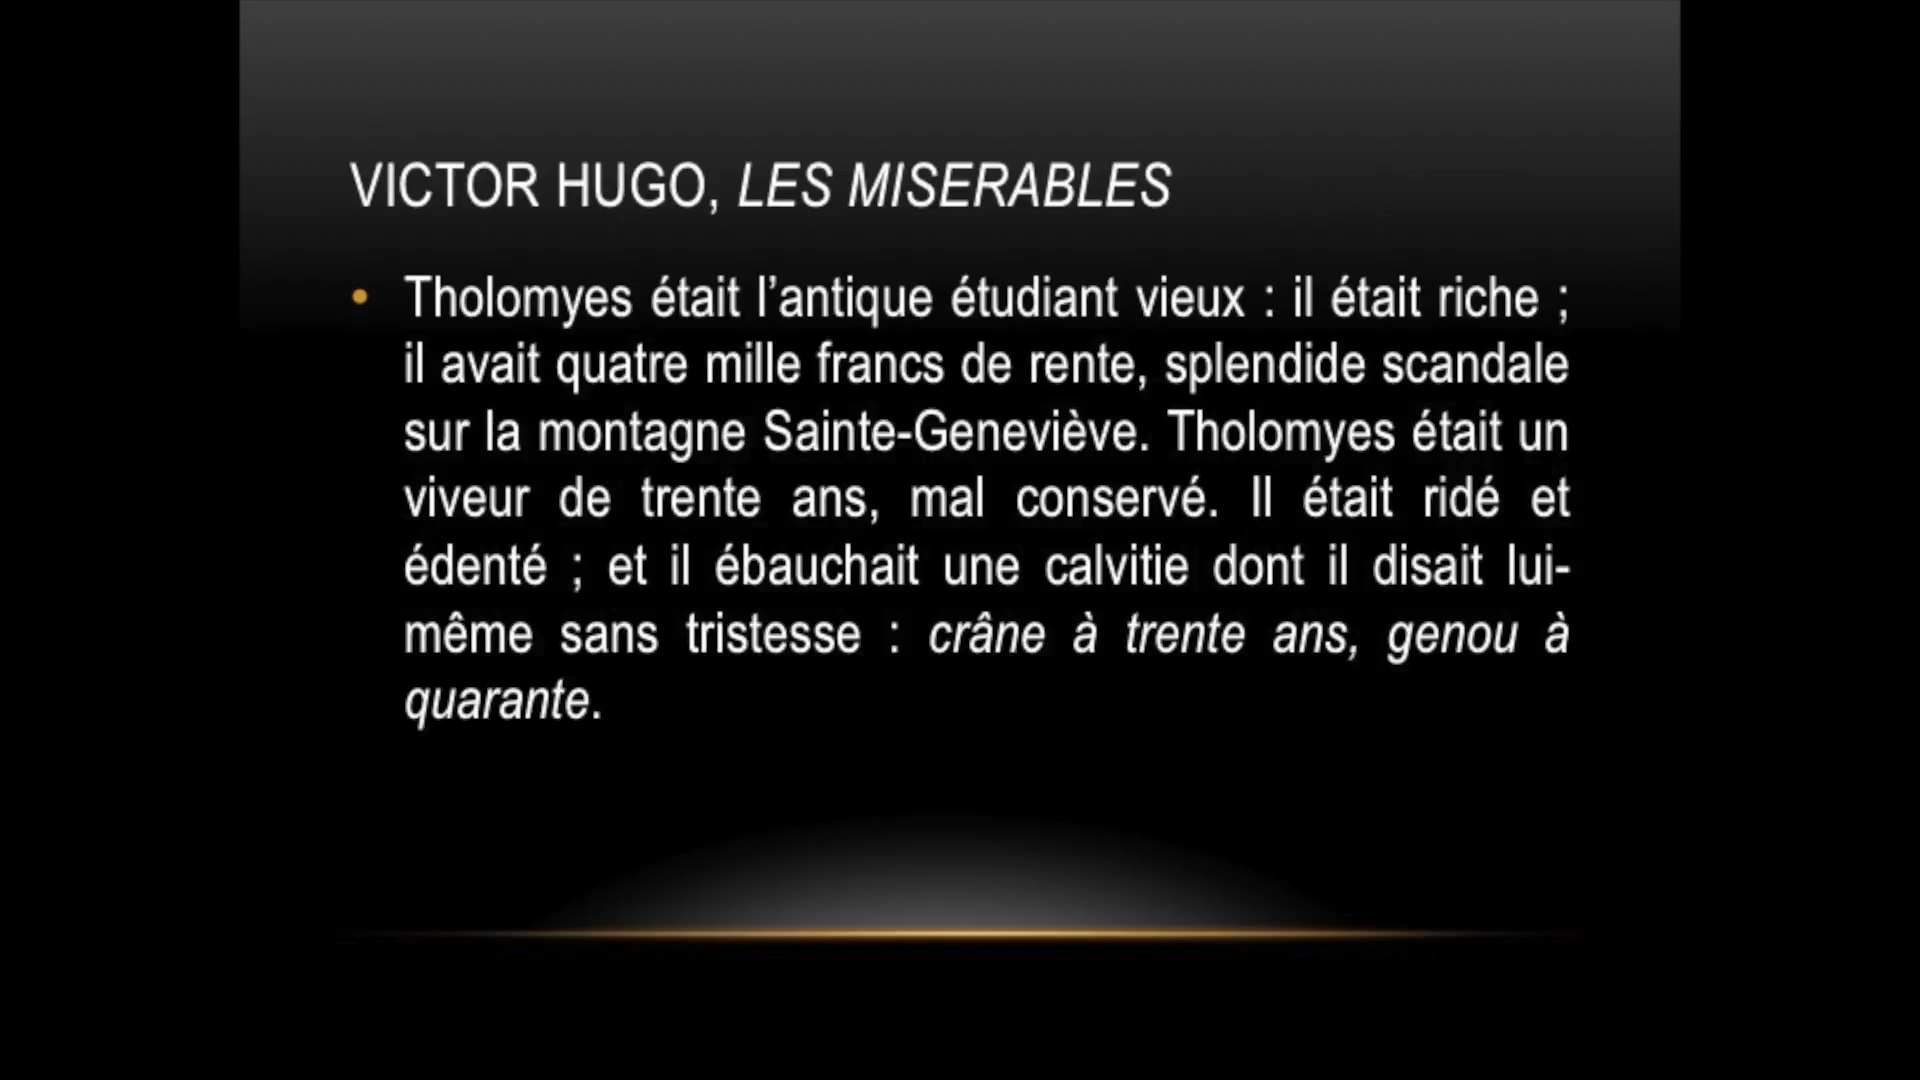 VICTOR HUGO, LES MISERABLES
• Tholomyes était l’antique étudiant vieux : il était riche ;
il avait quatre mille francs de rente, splendide scandale
sur la montagne Sainte-Geneviève. Tholomyes était un
viveur de trente ans, mal conservé. Il était ridé et
édenté ; et il ébauchait une calvitie dont il disait lui-
même sans tristesse : crâne à trente ans, genou à
quarante.